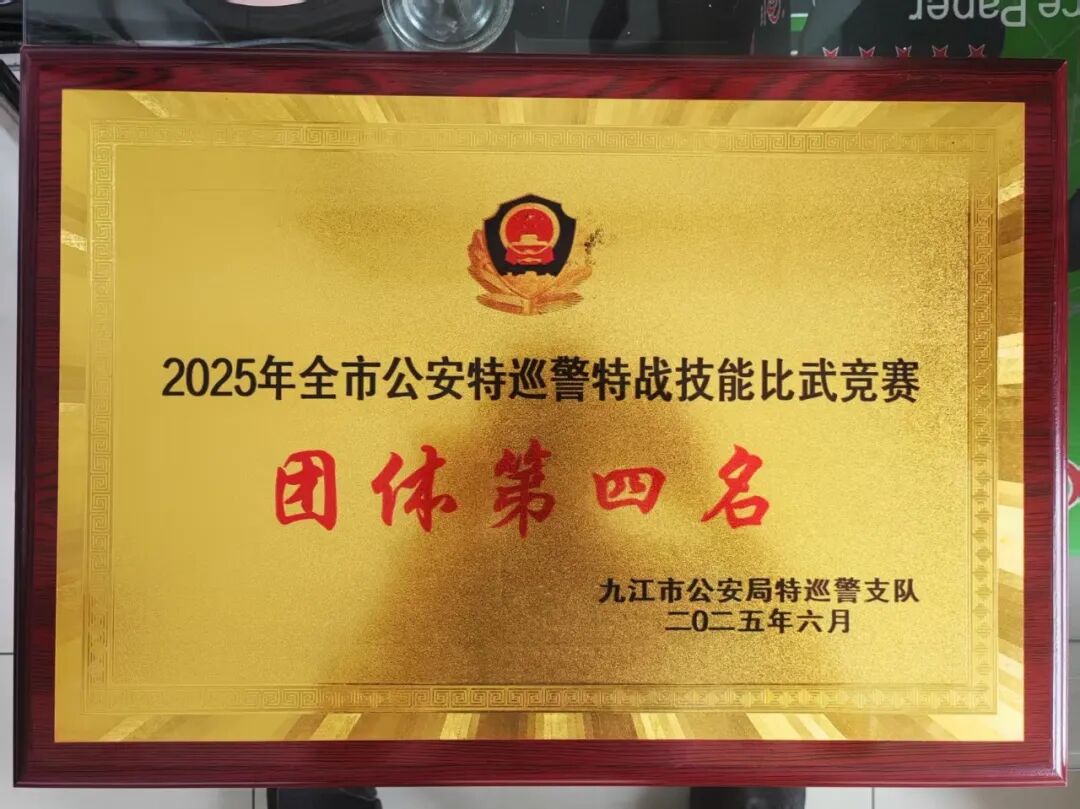 ce Paper
2025年全市公安特巡警特战技能比武竞赛
团体第四名
九江市公安局特巡警支队
二〇二五年六月